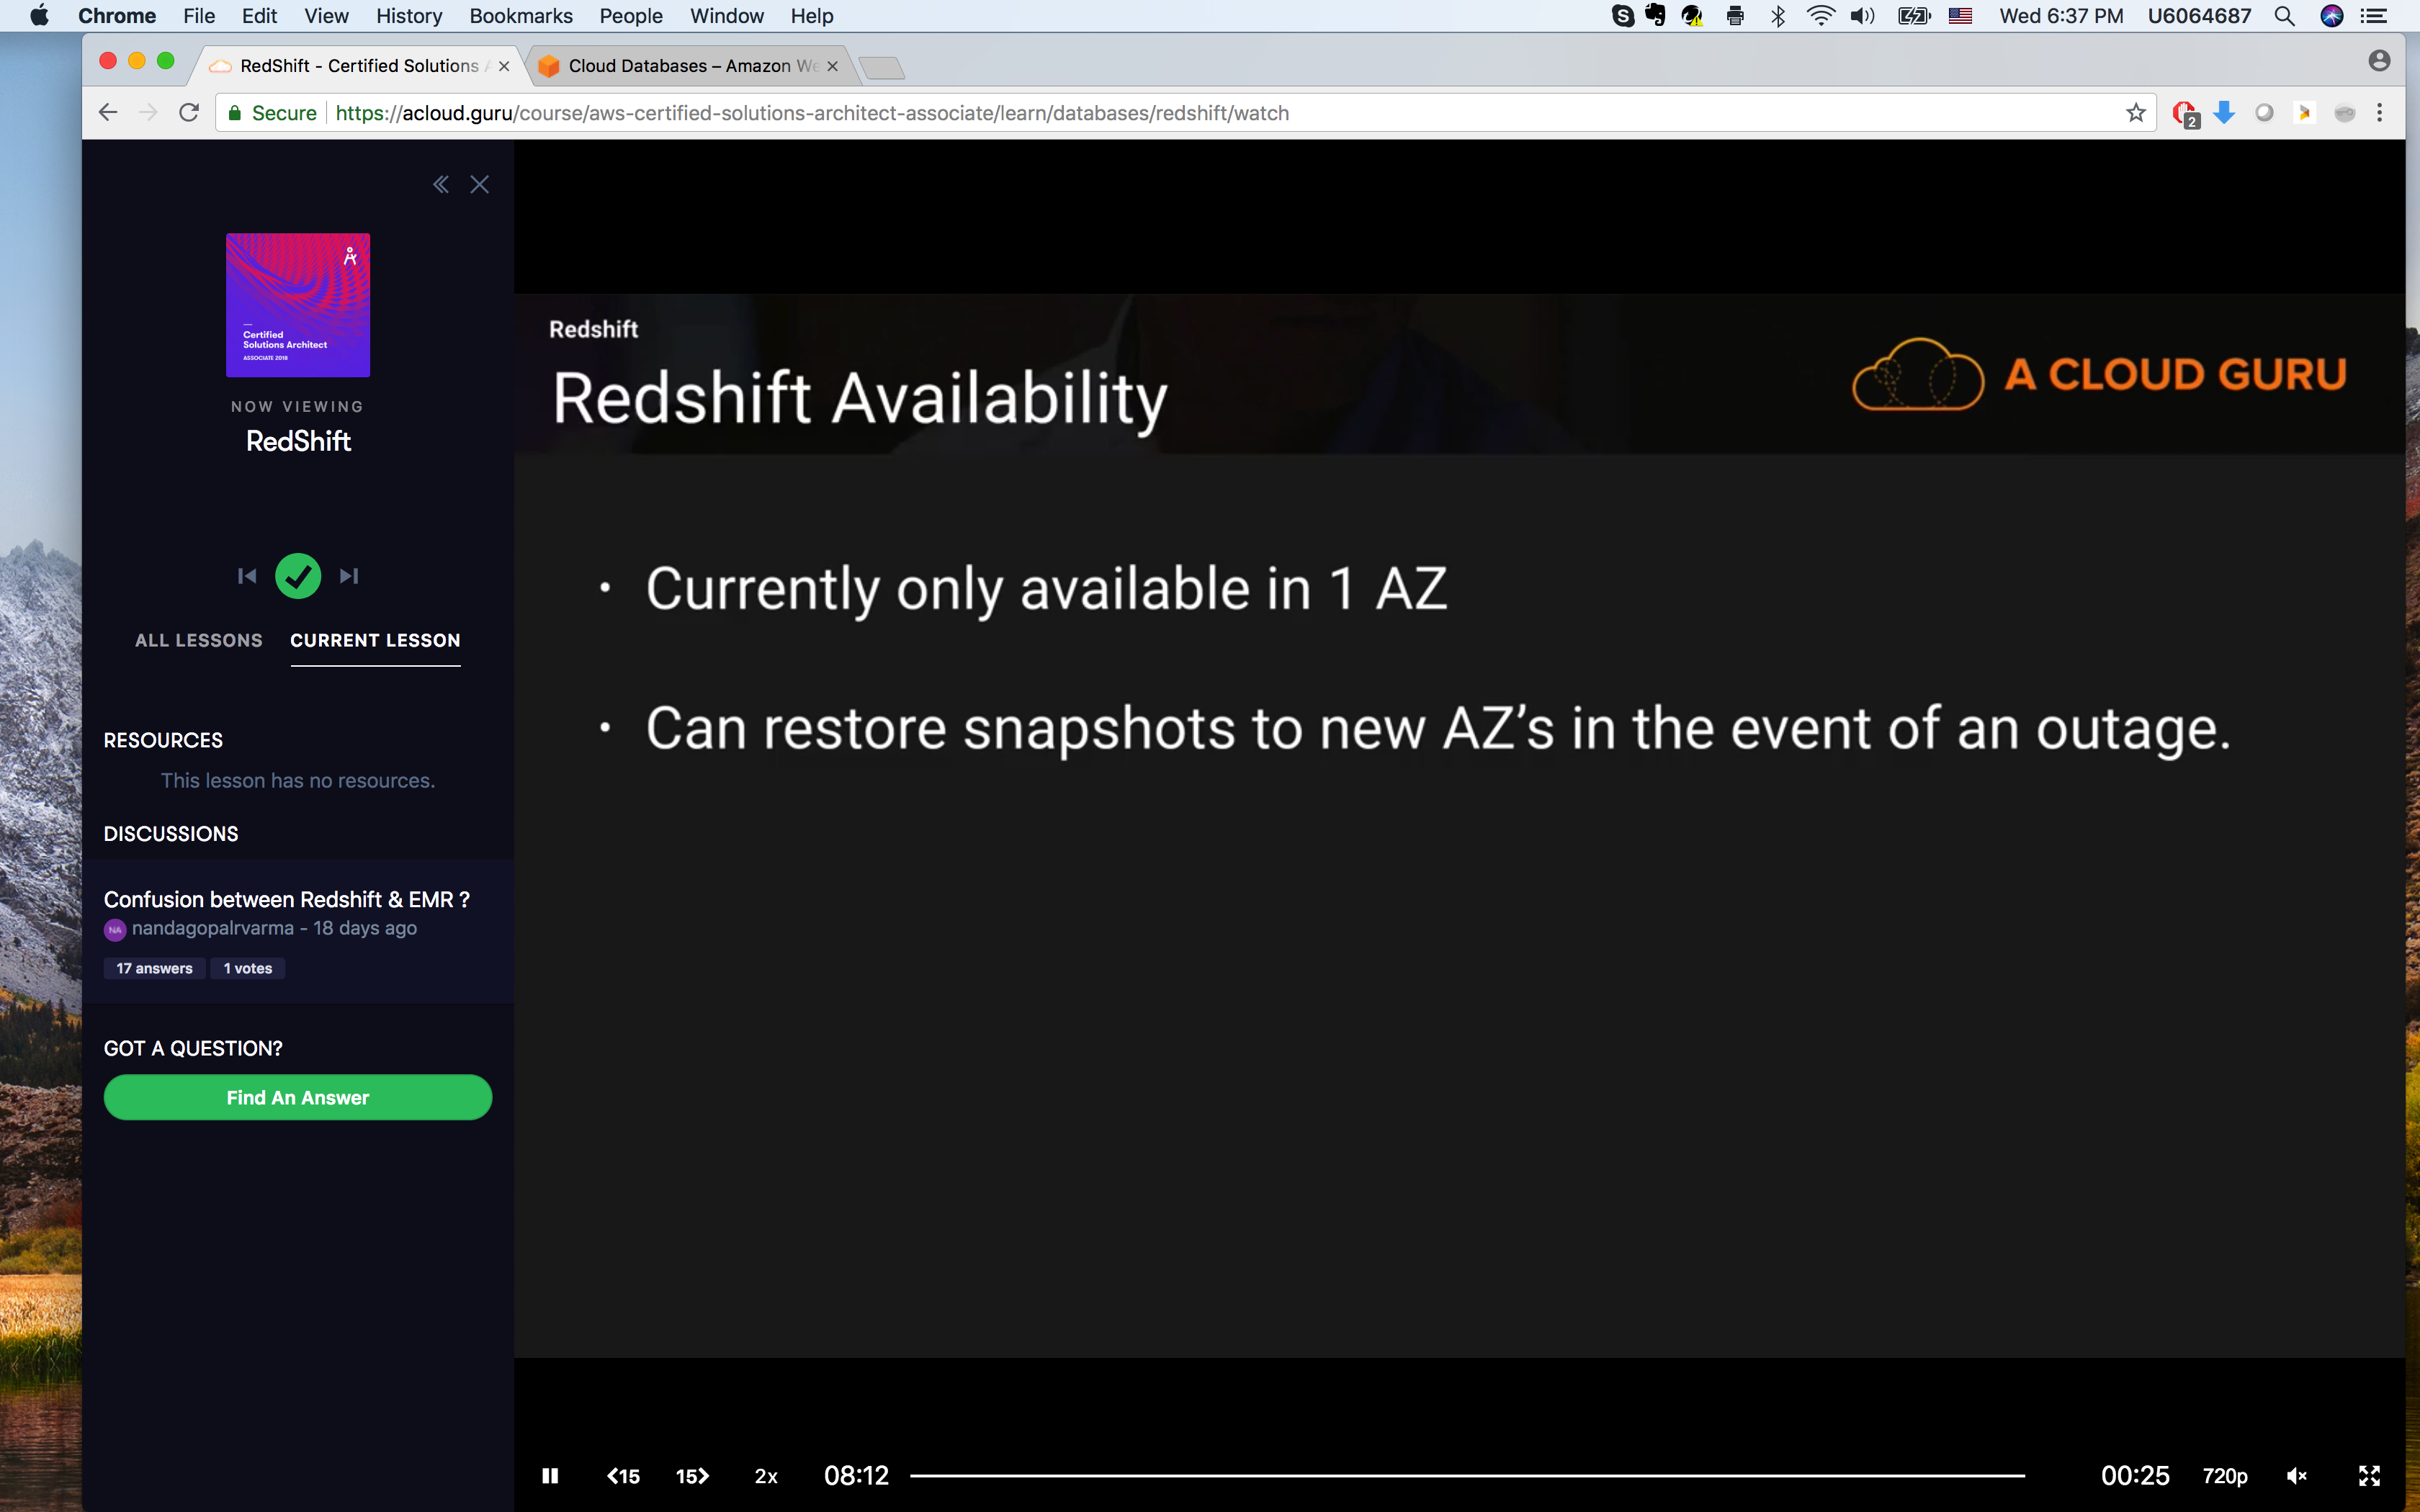 Chrome File Edit View History Bookmarks People Window Help
Wed 6:37 PM U6064687
RedShift - Certified Solutions A
Cloud Databases – Amazon We
Secure https://acloud.guru/course/aws-certified-solutions-architect-associate/learn/databases/redshift/watch
2
Certified
Solutions Architect
ASSOCIATE 2018
NOW VIEWING
RedShift
ALL LESSONS CURRENT LESSON
RESOURCES
This lesson has no resources.
DISCUSSIONS
Confusion between Redshift & EMR ?
NA nandagopalrvarma - 18 days ago
17 answers 1 votes
GOT A QUESTION?
Find An Answer
Redshift
Redshift Availability
A CLOUD GURU
• Currently only available in 1 AZ
• Can restore snapshots to new AZ’s in the event of an outage.
15 15 2x 08:12 00:25 720p